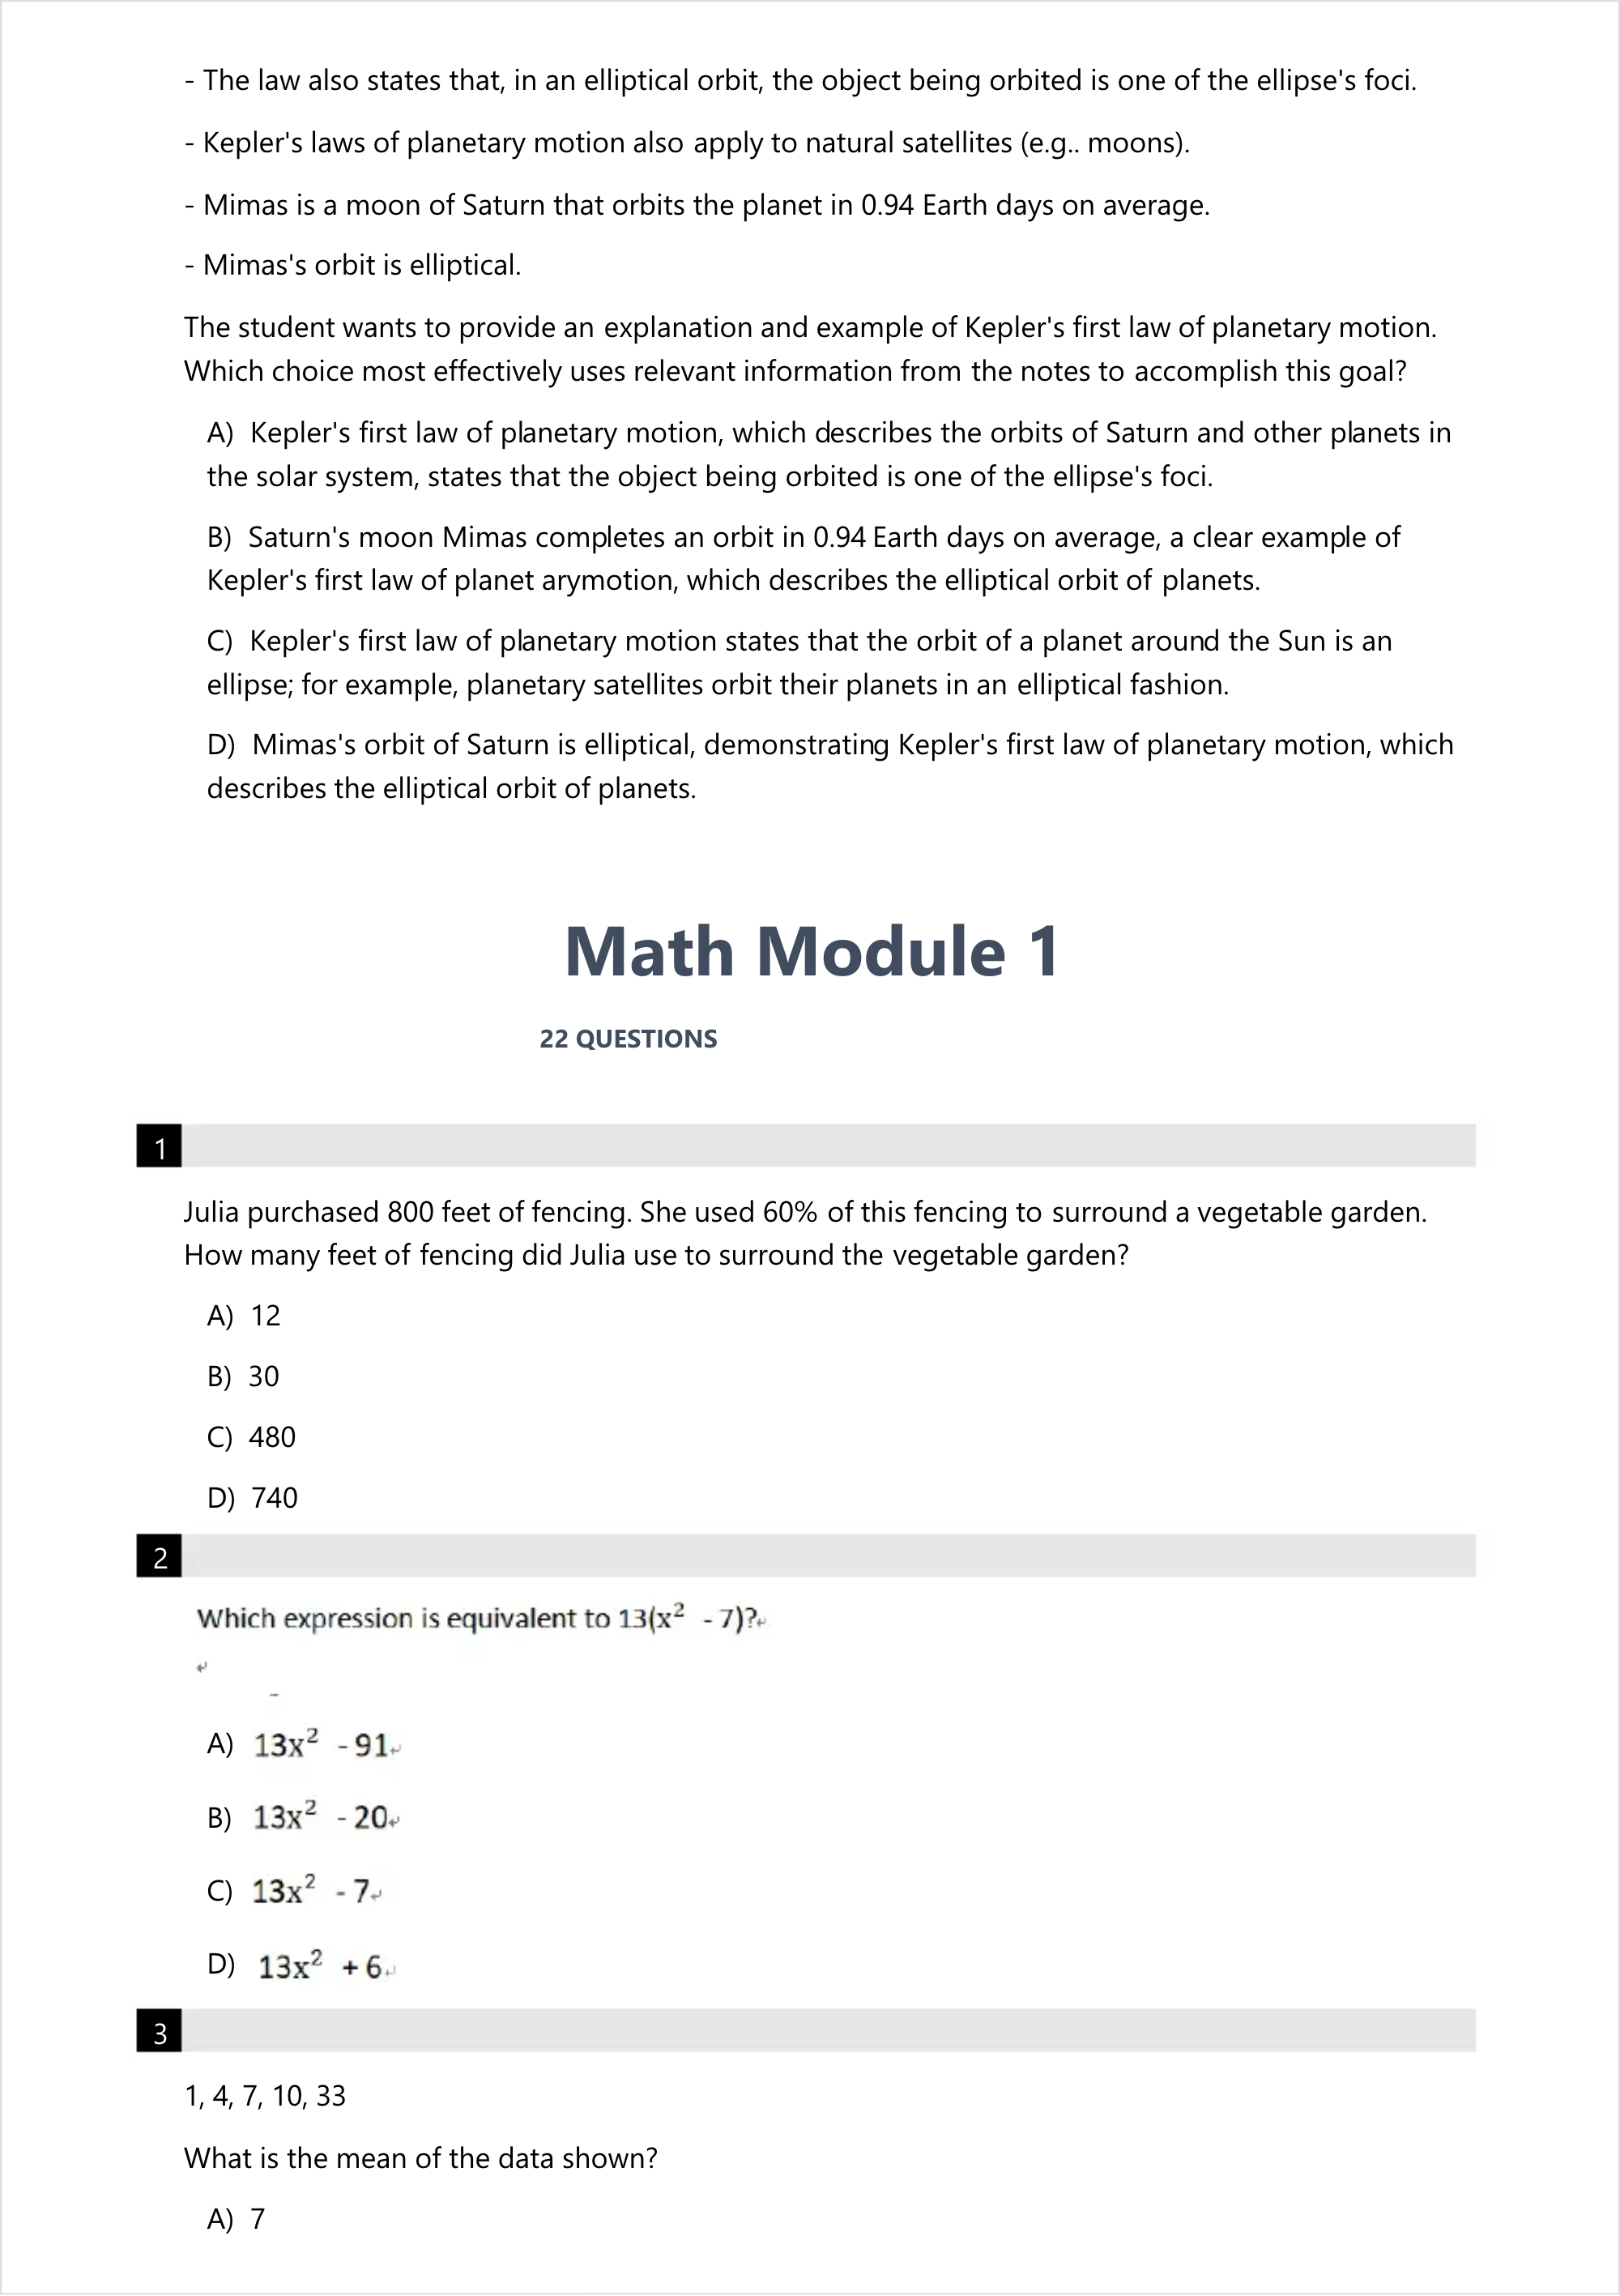 - The law also states that, in an elliptical orbit, the object being orbited is one of the ellipse's foci.
- Kepler's laws of planetary motion also apply to natural satellites (e.g.. moons).
- Mimas is a moon of Saturn that orbits the planet in 0.94 Earth days on average.
- Mimas's orbit is elliptical.
The student wants to provide an explanation and example of Kepler's first law of planetary motion.
Which choice most effectively uses relevant information from the notes to accomplish this goal?
A) Kepler's first law of planetary motion, which describes the orbits of Saturn and other planets in
the solar system, states that the object being orbited is one of the ellipse's foci.
B) Saturn's moon Mimas completes an orbit in 0.94 Earth days on average, a clear example of
Kepler's first law of planet arymotion, which describes the elliptical orbit of planets.
C) Kepler's first law of planetary motion states that the orbit of a planet around the Sun is an
ellipse; for example, planetary satellites orbit their planets in an elliptical fashion.
D) Mimas's orbit of Saturn is elliptical, demonstrating Kepler's first law of planetary motion, which
describes the elliptical orbit of planets.
Math Module 1
22 QUESTIONS
1
Julia purchased 800 feet of fencing. She used 60% of this fencing to surround a vegetable garden.
How many feet of fencing did Julia use to surround the vegetable garden?
A) 12
B) 30
C) 480
D) 740
2
Which expression is equivalent to 13(x² - 7)?↵
↵
-
A) 13x² - 91↵
B) 13x² - 20↵
C) 13x² - 7↵
D) 13x² + 6↵
3
1, 4, 7, 10, 33
What is the mean of the data shown?
A) 7